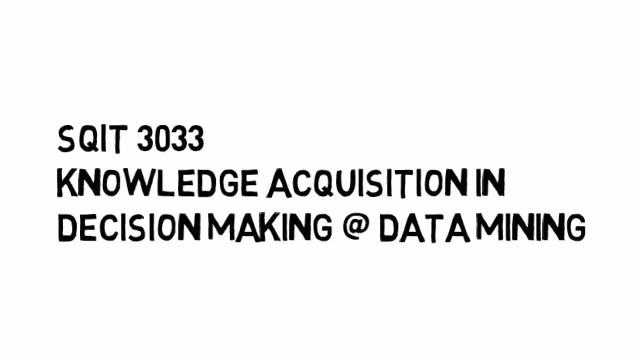 SQIT 3033
KNOWLEDGE ACQUISITION IN
DECISION MAKING @ DATA MINING